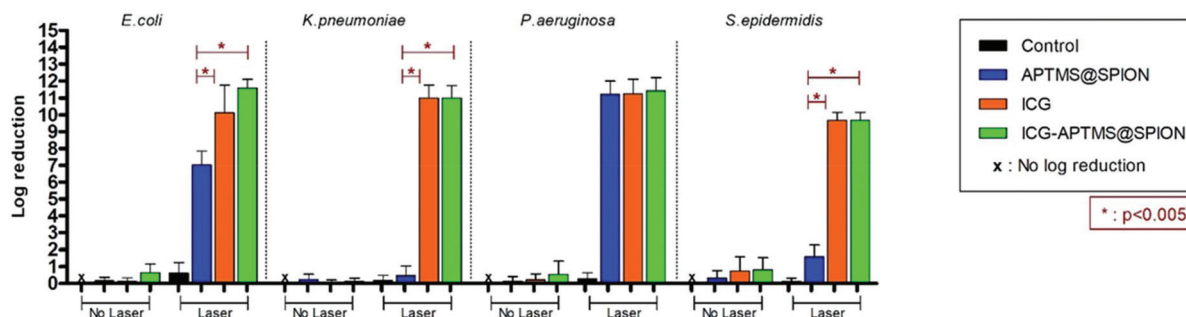 E.coli K.pneumoniae P.aeruginosa S.epidermidis
Log reduction
15
14
13
12
11
10
9
8
7
6
5
4
3
2
1
0
* * * * * *
x x x x
No Laser Laser No Laser Laser No Laser Laser No Laser Laser
Control
APTMS@SPION
ICG
ICG-APTMS@SPION
x : No log reduction
* : p<0.005